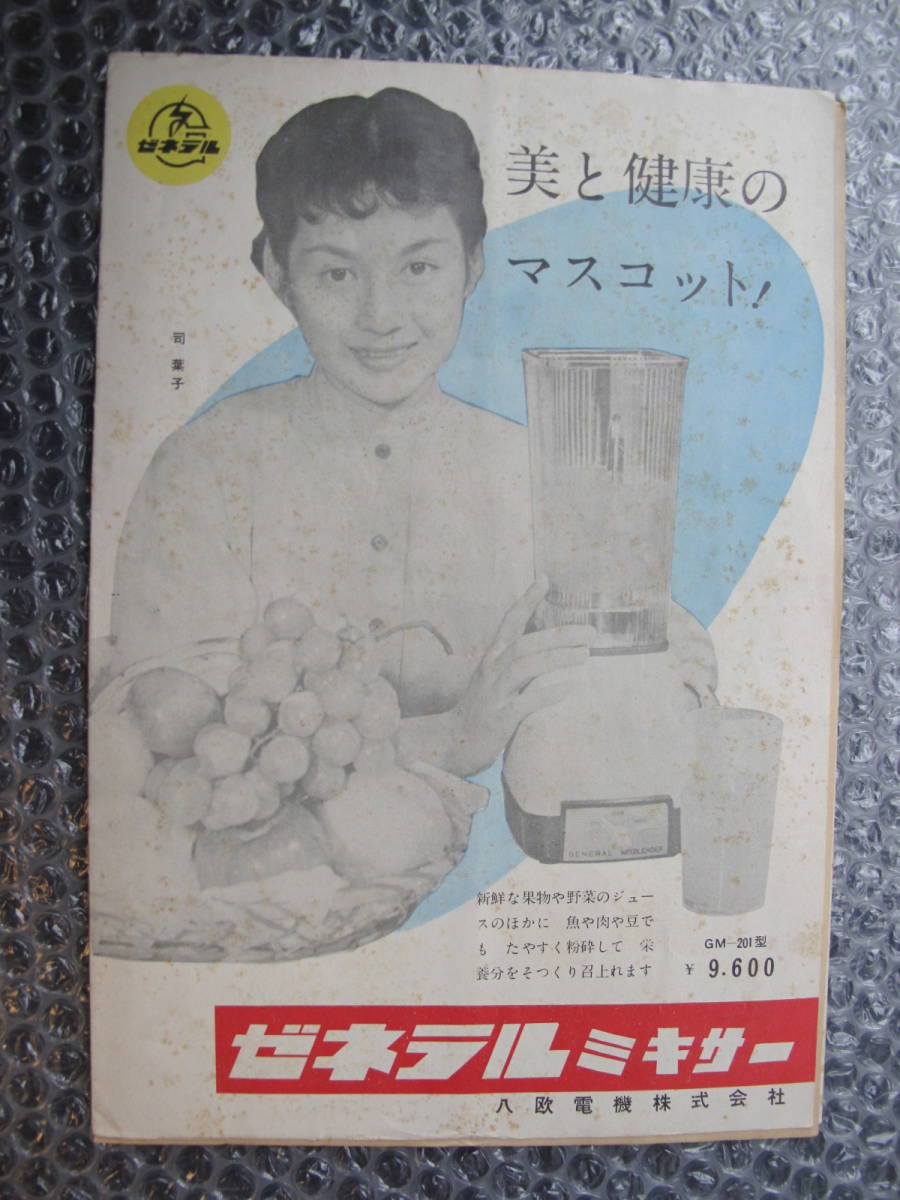 ゼネラル
美と健康の
マスコット!
司葉子
GENERAL
新鮮な果物や野菜のジュー
スのほかに 魚や肉や豆で
も たやすく粉砕して 栄
養分をそつくり召上れます
GM-201型
¥ 9.600
ゼネラルミキサー
八欧電機株式会社